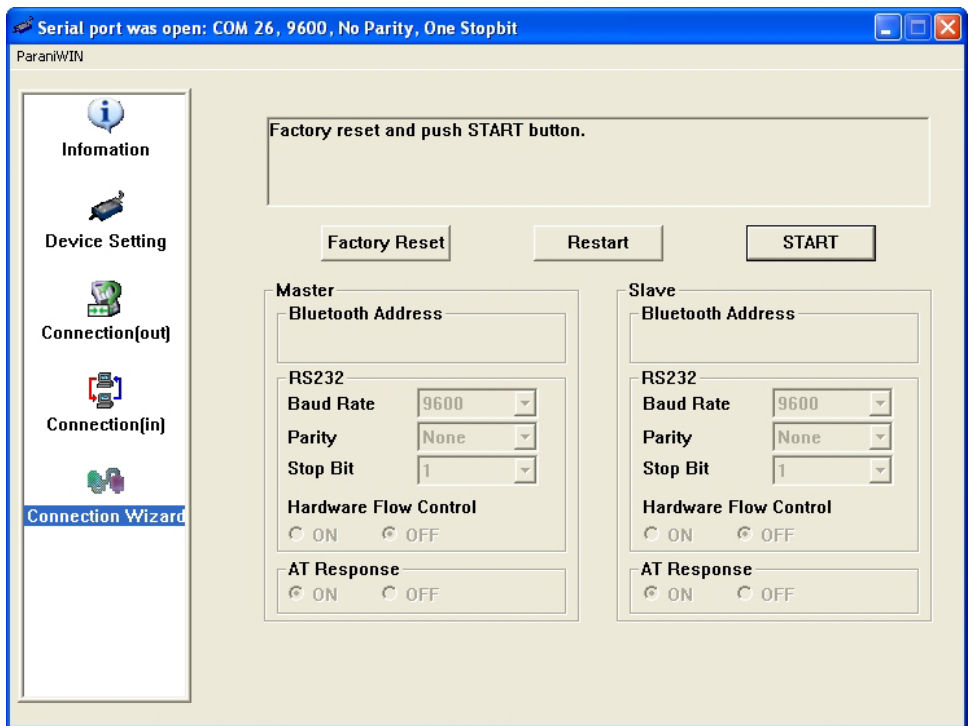 Serial port was open: COM 26, 9600, No Parity, One Stopbit
ParaniWIN
Infomation
Device Setting
Connection(out)
Connection(in)
Connection Wizard
Factory reset and push START button.
Factory Reset
Restart
START
Master
Bluetooth Address
RS232
Baud Rate 9600
Parity None
Stop Bit 1
Hardware Flow Control
ON OFF
AT Response
ON OFF
Slave
Bluetooth Address
RS232
Baud Rate 9600
Parity None
Stop Bit 1
Hardware Flow Control
ON OFF
AT Response
ON OFF